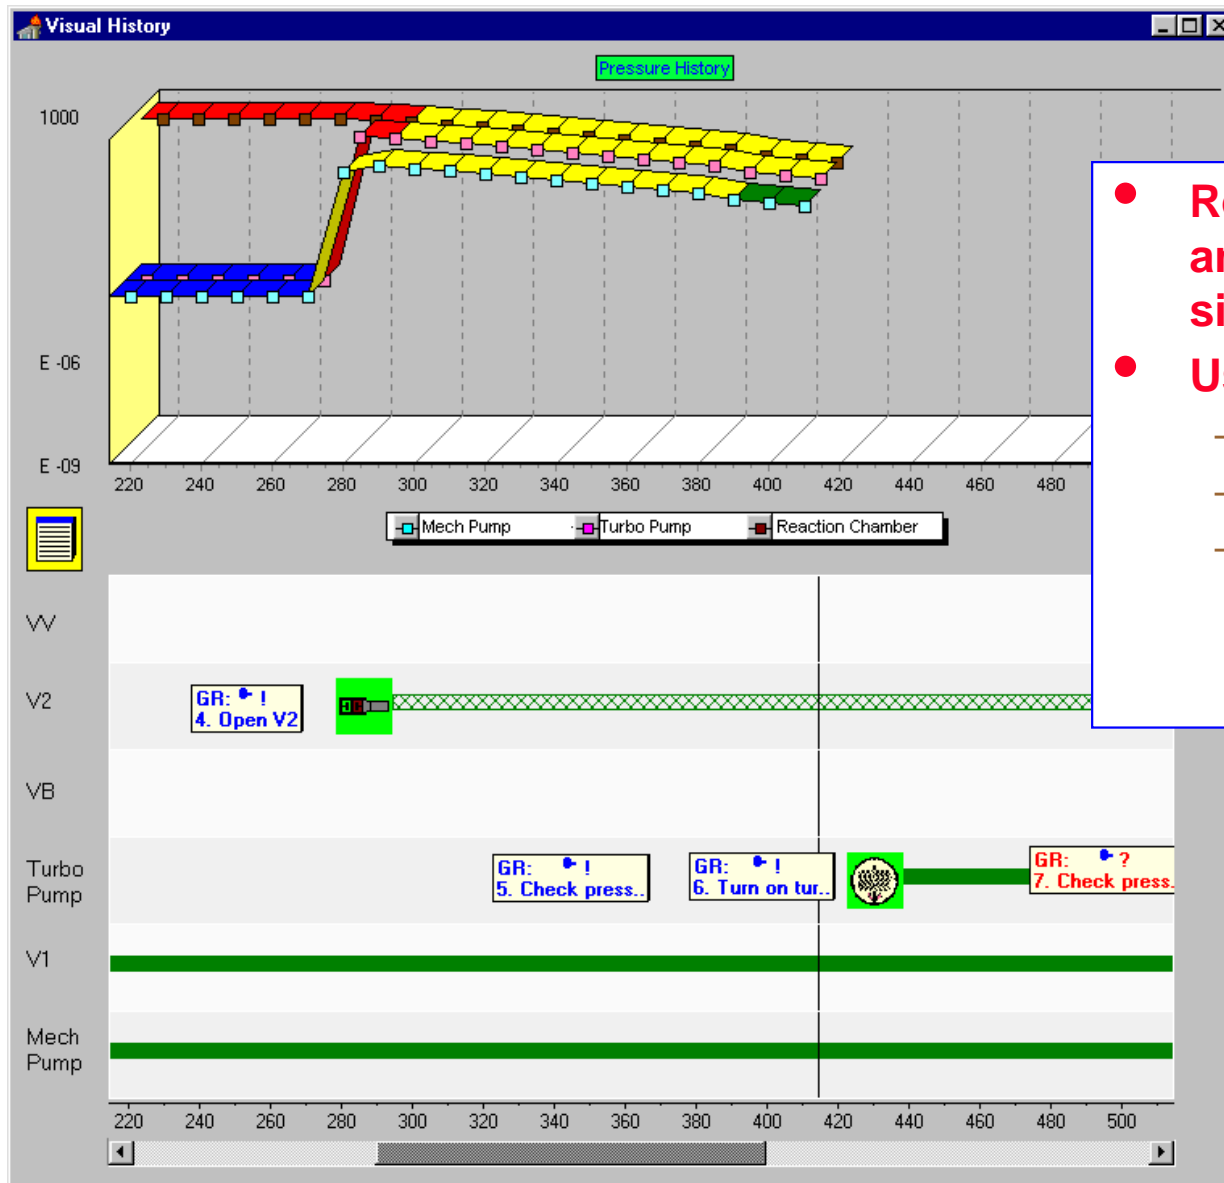 Visual History
Pressure History
1000
E -06
E -09
220 240 260 280 300 320 340 360 380 400 420 440 460 480
Mech Pump Turbo Pump Reaction Chamber
VV
V2
GR: !
4. Open V2
VB
Turbo
Pump
GR: !
5. Check press..
GR: !
6. Turn on tur..
GR: ?
7. Check press.
V1
Mech
Pump
220 240 260 280 300 320 340 360 380 400 420 440 460 480 500